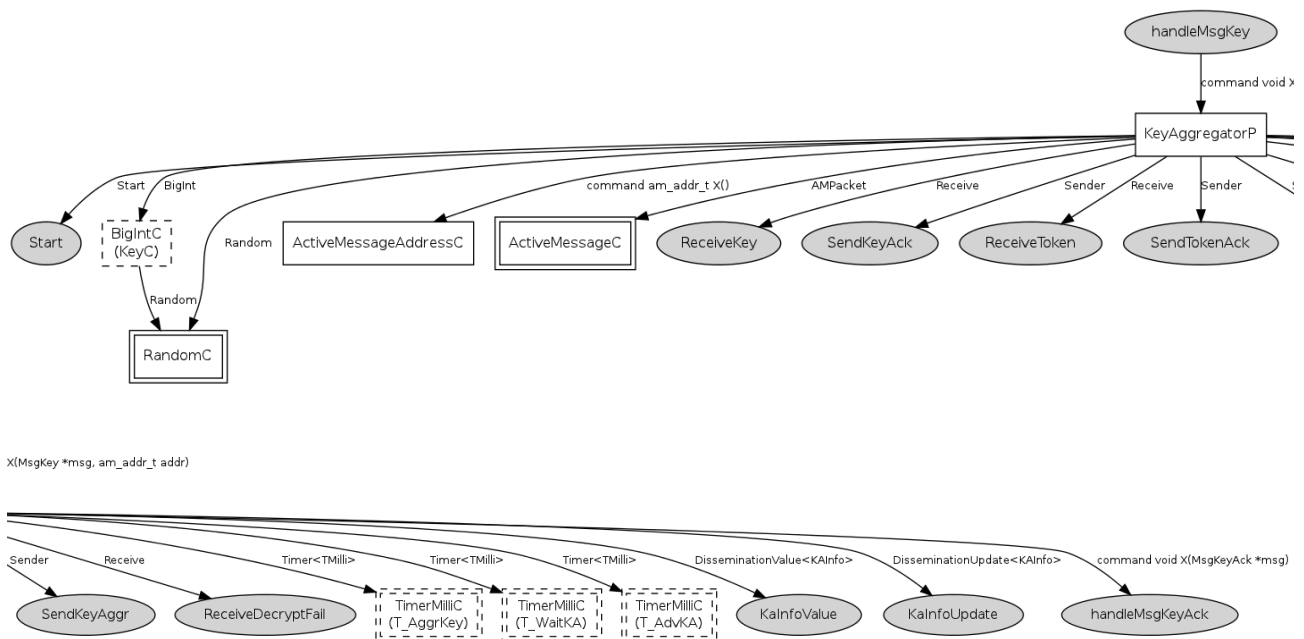 handleMsgKey
command void X
KeyAggregatorP
Start
BigInt
command am_addr_t X()
AMPacket
Receive
Sender
Receive
Sender
Start
BigIntC
(KeyC)
Random
ActiveMessageAddressC
ActiveMessageC
ReceiveKey
SendKeyAck
ReceiveToken
SendTokenAck
Random
RandomC
X(MsgKey *msg, am_addr_t addr)
Sender
Receive
Timer<TMilli>
Timer<TMilli>
Timer<TMilli>
DisseminationValue<KAInfo>
DisseminationUpdate<KAInfo>
command void X(MsgKeyAck *msg)
SendKeyAggr
ReceiveDecryptFail
TimerMilliC
(T_AggrKey)
TimerMilliC
(T_WaitKA)
TimerMilliC
(T_AdvKA)
KaInfoValue
KaInfoUpdate
handleMsgKeyAck